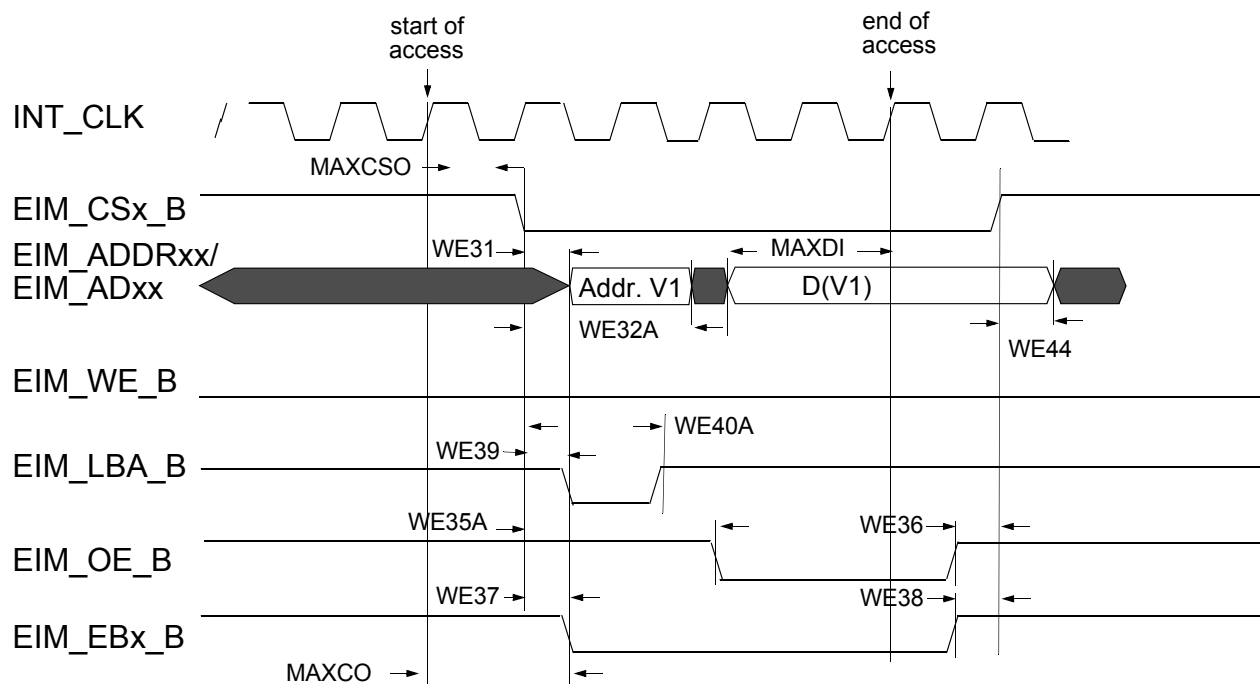 start of
access
end of
access
INT_CLK
MAXCSO
EIM_CSx_B
EIM_ADDRxx/
EIM_ADxx
WE31
MAXDI
Addr. V1
D(V1)
WE32A
WE44
EIM_WE_B
WE40A
WE39
EIM_LBA_B
WE35A
WE36
EIM_OE_B
WE37
WE38
EIM_EBx_B
MAXCO